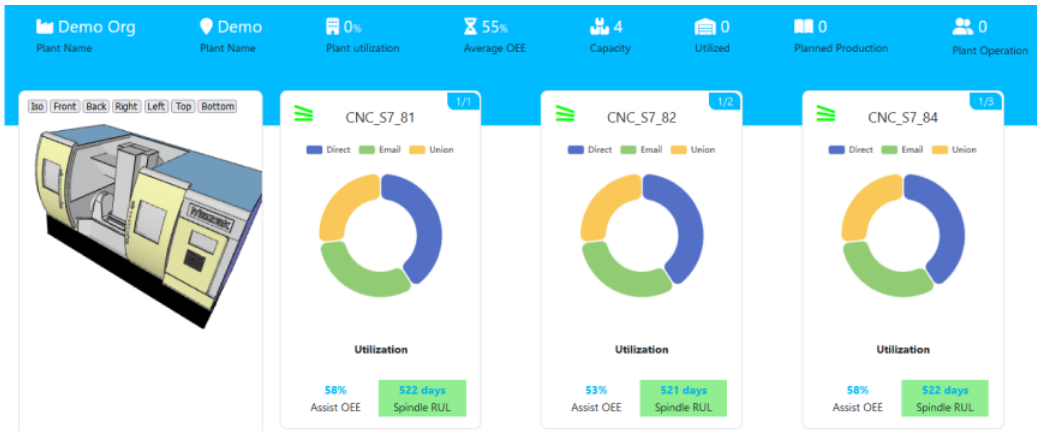 Demo Org
Plant Name
Demo
Plant Name
0%
Plant utilization
55%
Average OEE
4
Capacity
0
Utilized
0
Planned Production
0
Plant Operation
Iso Front Back Right Left Top Bottom
Mazak
1/1
CNC_S7_81
Direct Email Union
Utilization
58%
Assist OEE
522 days
Spindle RUL
1/2
CNC_S7_82
Direct Email Union
Utilization
53%
Assist OEE
521 days
Spindle RUL
1/3
CNC_S7_84
Direct Email Union
Utilization
58%
Assist OEE
522 days
Spindle RUL